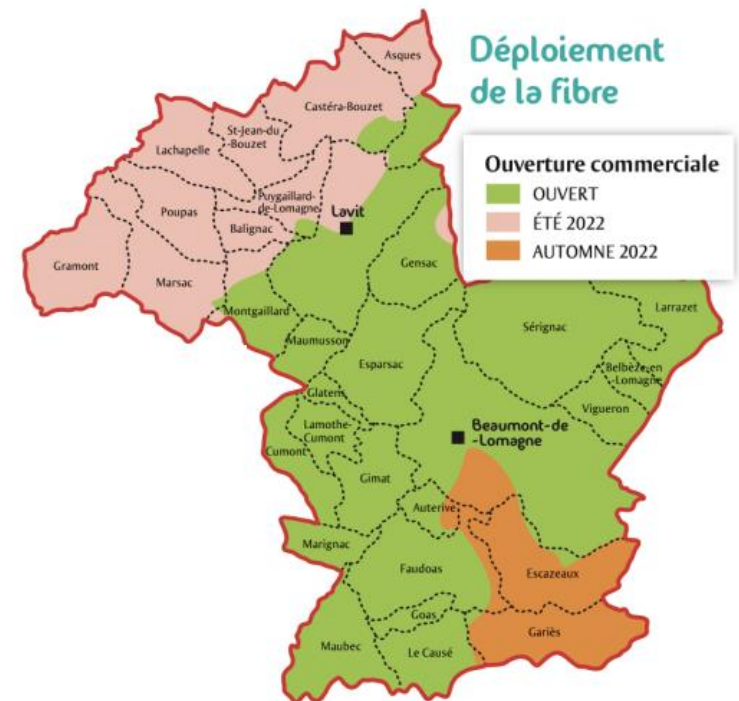 Déploiement
de la fibre
Ouverture commerciale
OUVERT
ÉTÉ 2022
AUTOMNE 2022
Asques
Castéra-Bouzet
St-Jean-du
-Bouzet
Lachapelle
Puygaillard-
de-Lomagne
Lavit
Poupas
Balignac
Gramont
Marsac
Gensac
Montgaillard
Larrazet
Sérignac
Maumusson
Esparsac
Belbèze-en
-Lomagne
Glatens
Vigueron
Lamothe-
Cumont
Beaumont-de
-Lomagne
Cumont
Gimat
Auterive
Marignac
Faudoas
Escazeaux
Goas
Gariès
Maubec
Le Causé